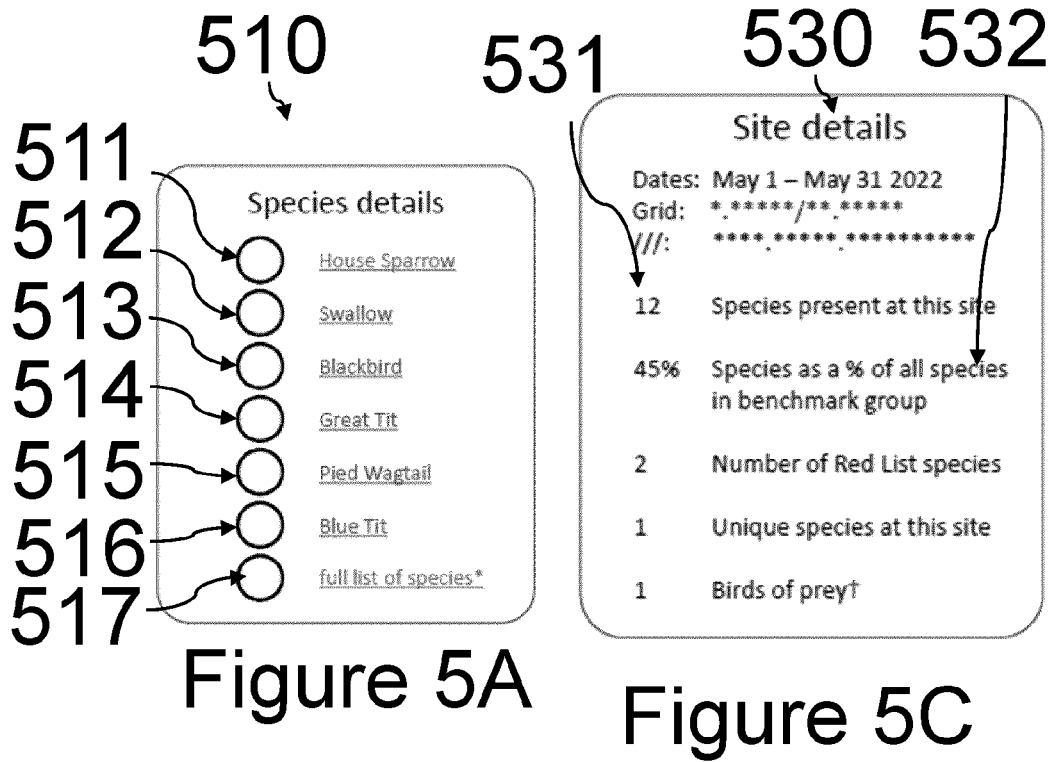 510
511
512
513
514
515
516
517
Species details
House Sparrow
Swallow
Blackbird
Great Tit
Pied Wagtail
Blue Tit
full list of species*
Figure 5A
531
530
532
Site details
Dates: May 1 – May 31 2022
Grid: *.*****/**.*****
///: ****.*****.**********
12 Species present at this site
45% Species as a % of all species
in benchmark group
2 Number of Red List species
1 Unique species at this site
1 Birds of prey†
Figure 5C